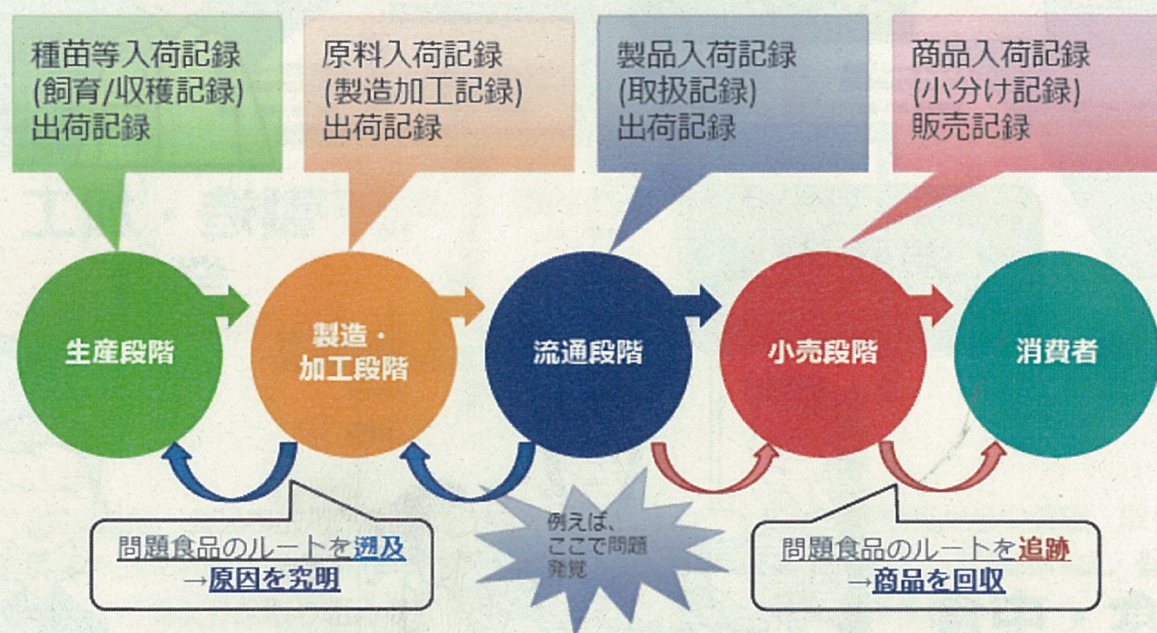 種苗等入荷記録
(飼育/収穫記録)
出荷記録
原料入荷記録
(製造加工記録)
出荷記録
製品入荷記録
(取扱記録)
出荷記録
商品入荷記録
(小分け記録)
販売記録
生産段階
製造・
加工段階
流通段階
小売段階
消費者
問題食品のルートを遡及
→原因を究明
例えば、
ここで問題
発覚
問題食品のルートを追跡
→商品を回収